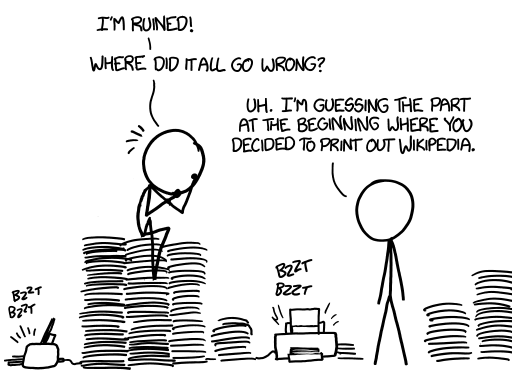 I'M RUINED!
WHERE DID IT ALL GO WRONG?
UH. I'M GUESSING THE PART
AT THE BEGINNING WHERE YOU
DECIDED TO PRINT OUT WIKIPEDIA.
BZZT
BZZT
BZZT
BZZT